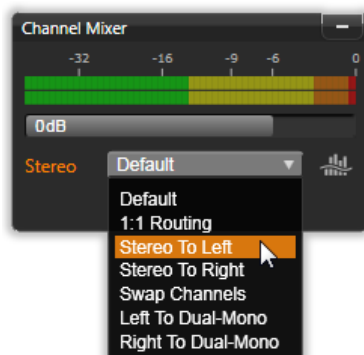 Channel Mixer
-32 -16 -9 -6 0
0dB
Stereo Default
Default
1:1 Routing
Stereo To Left
Stereo To Right
Swap Channels
Left To Dual-Mono
Right To Dual-Mono